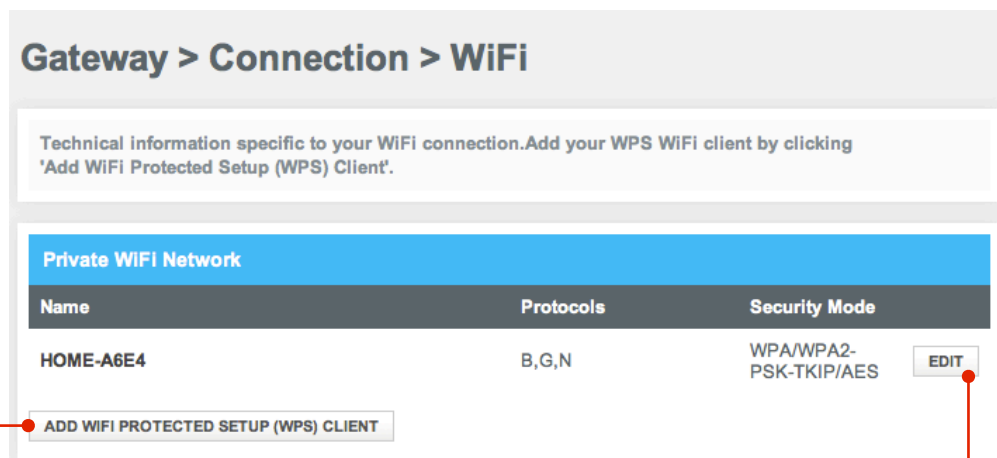 Gateway > Connection > WiFi
Technical information specific to your WiFi connection.Add your WPS WiFi client by clicking
'Add WiFi Protected Setup (WPS) Client'.
Private WiFi Network
Name Protocols Security Mode
HOME-A6E4 B,G,N WPA/WPA2-
PSK-TKIP/AES EDIT
ADD WIFI PROTECTED SETUP (WPS) CLIENT